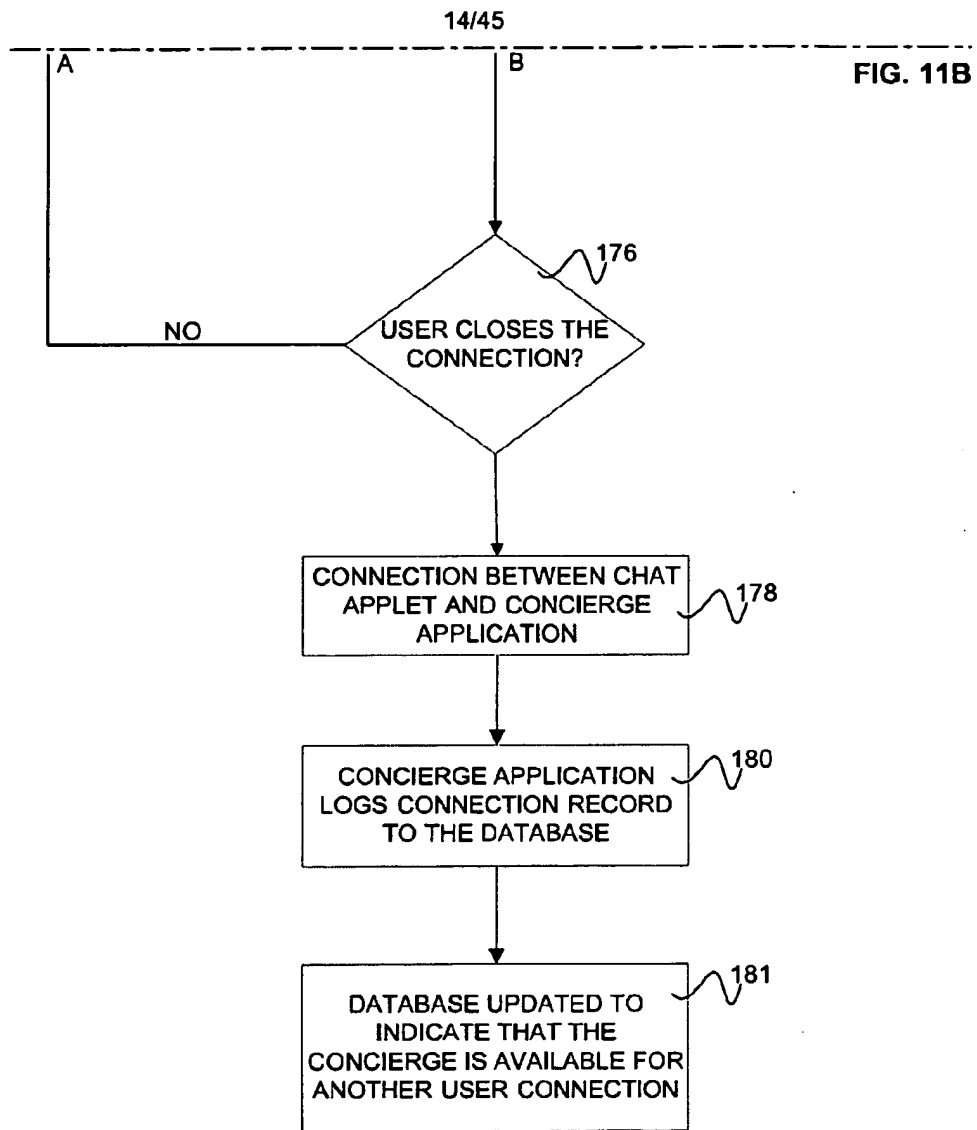 14/45
A
B
FIG. 11B
176
USER CLOSES THE
CONNECTION?
NO
CONNECTION BETWEEN CHAT
APPLET AND CONCIERGE
APPLICATION
178
CONCIERGE APPLICATION
LOGS CONNECTION RECORD
TO THE DATABASE
180
DATABASE UPDATED TO
INDICATE THAT THE
CONCIERGE IS AVAILABLE FOR
ANOTHER USER CONNECTION
181